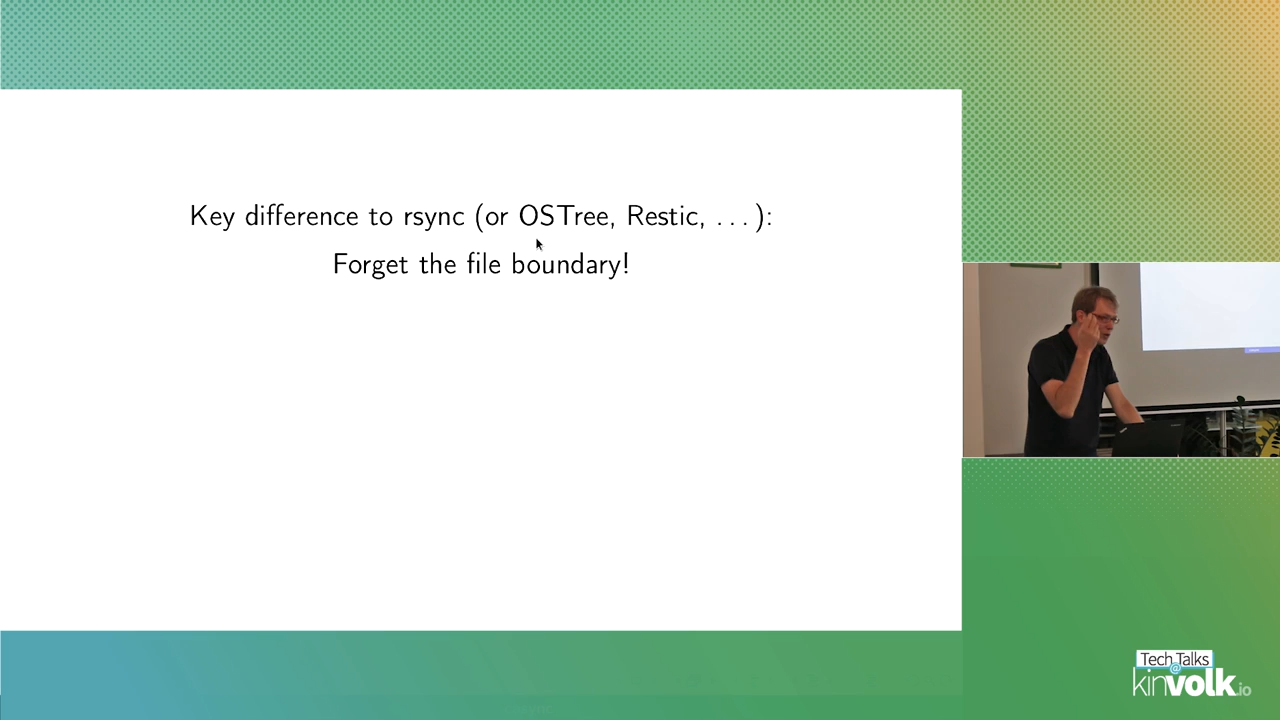 Key difference to rsync (or OSTree, Restic, . . . ):
Forget the file boundary!
Tech Talks
@
kinvolk.io